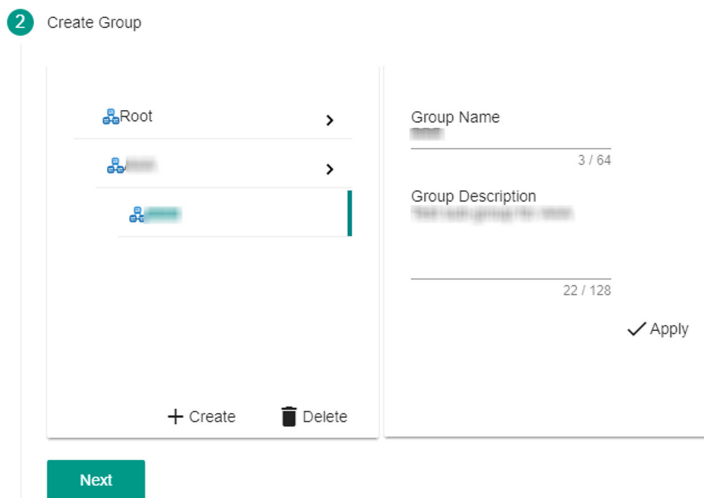 2 Create Group
Root
Group Name
3 / 64
Group Description
22 / 128
Apply
Create
Delete
Next